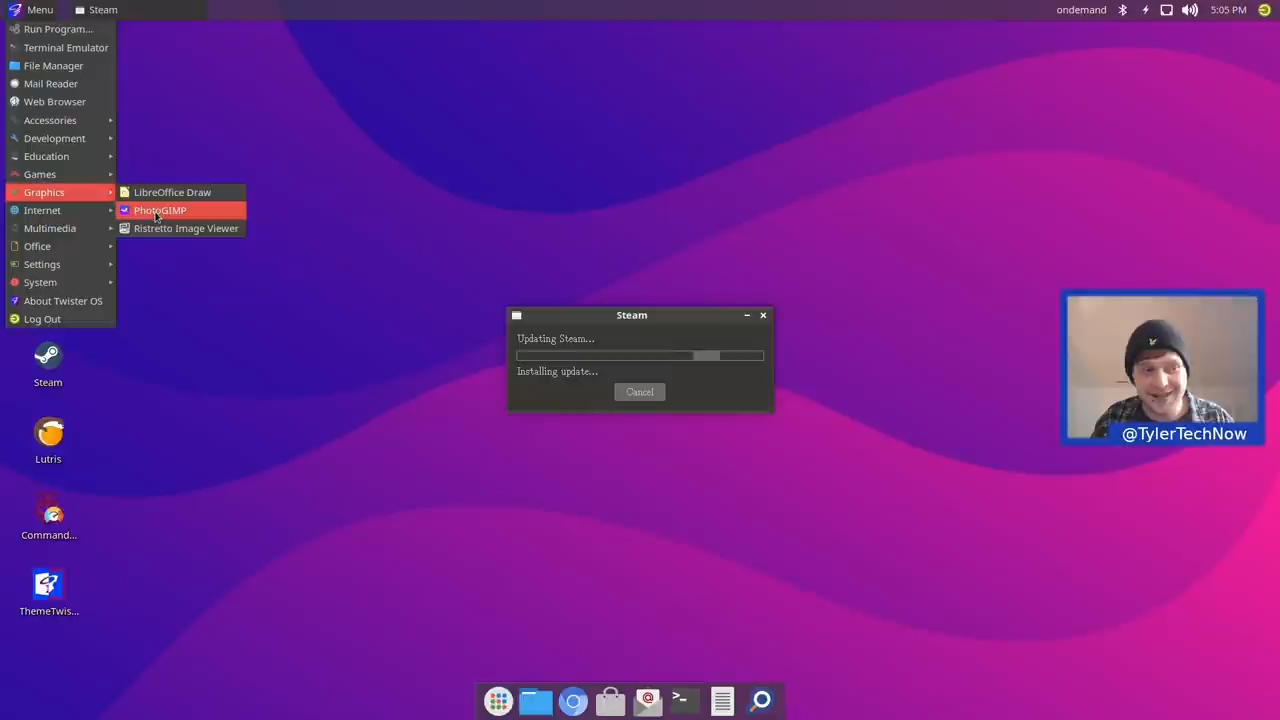 Menu
Steam
ondemand
5:05 PM
Run Program...
Terminal Emulator
File Manager
Mail Reader
Web Browser
Accessories
Development
Education
Games
Graphics
Internet
Multimedia
Office
Settings
System
About Twister OS
Log Out
LibreOffice Draw
PhotoGIMP
Ristretto Image Viewer
Steam
Updating Steam...
Installing update...
Cancel
@TylerTechNow
Steam
Lutris
Command...
ThemeTwis...